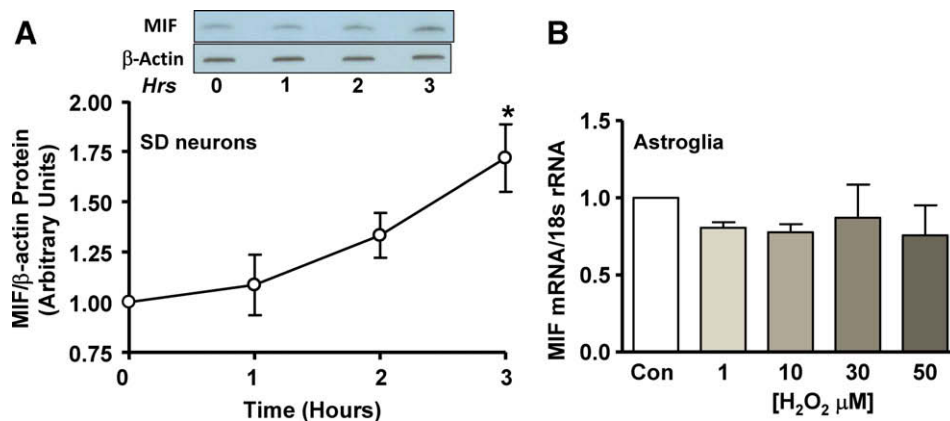 A
MIF
β-Actin
Hrs 0 1 2 3
MIF/β-actin Protein
(Arbitrary Units)
2.00
1.75
1.50
1.25
1.00
0.75
SD neurons
*
0 1 2 3
Time (Hours)
B
MIF mRNA/18s rRNA
1.5
1.0
0.5
0.0
Astroglia
Con 1 10 30 50
[H₂O₂ μM]